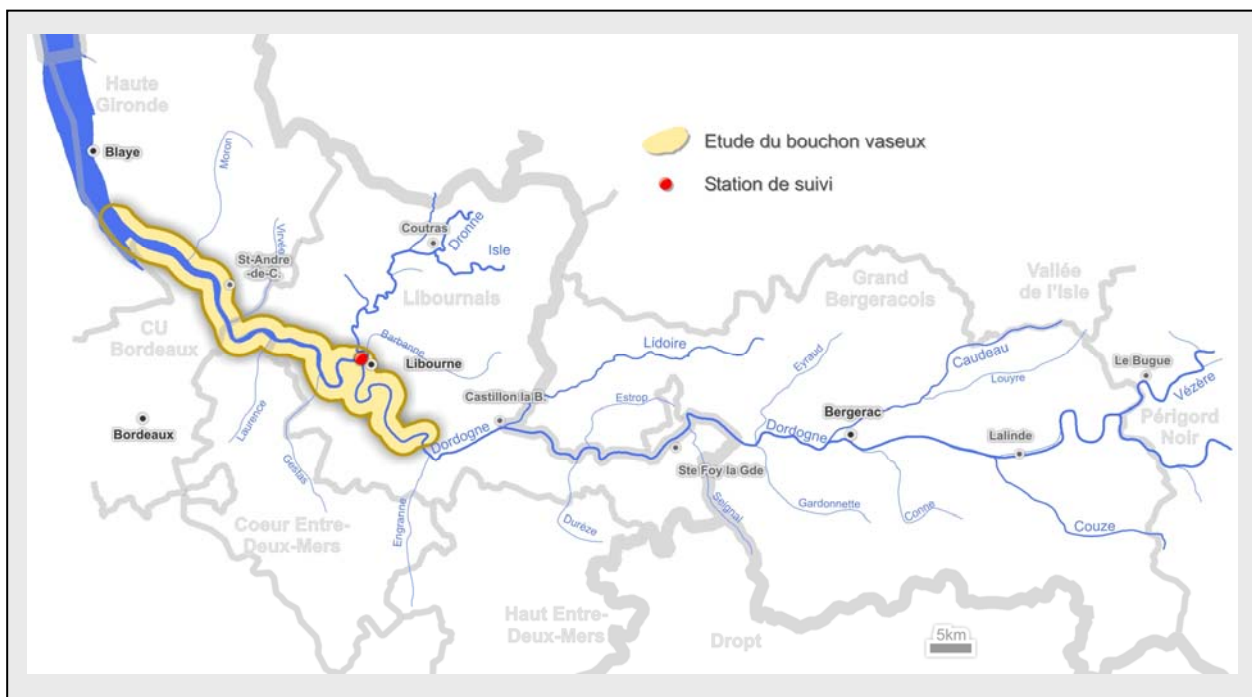 Haute
Gironde
Blaye
Moron
Virvée
St-Andre
-de-C.
Coutras
Dronne
Isle
Libournais
CU
Bordeaux
Barbanne
Libourne
Bordeaux
Laurence
Gestas
Castillon la B.
Dordogne
Engranne
Coeur Entre-
Deux-Mers
Etude du bouchon vaseux
Station de suivi
Lidoire
Estrop
Durèze
Ste Foy la Gde
Seignal
Haut Entre-
Deux-Mers
Dropt
Grand
Bergeracois
Vallée
de l'Isle
Eyraud
Caudeau
Louyre
Bergerac
Dordogne
Gardonnette
Conne
Lalinde
Couze
Le Bugue
Vézère
Périgord
Noir
5km